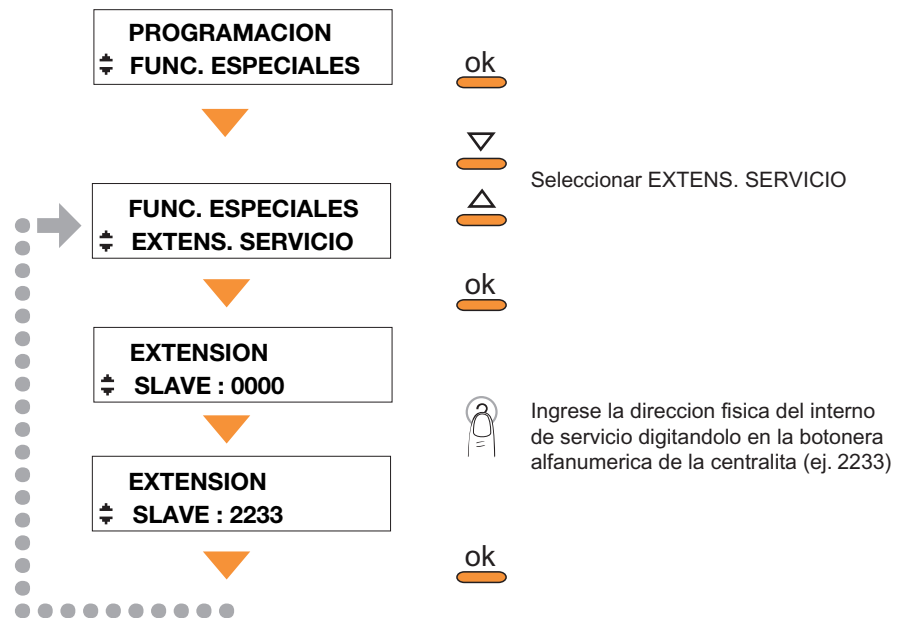 PROGRAMACION
FUNC. ESPECIALES
ok
Seleccionar EXTENS. SERVICIO
FUNC. ESPECIALES
EXTENS. SERVICIO
ok
EXTENSION
SLAVE : 0000
Ingrese la direccion fisica del interno
de servicio digitandolo en la botonera
alfanumerica de la centralita (ej. 2233)
EXTENSION
SLAVE : 2233
ok